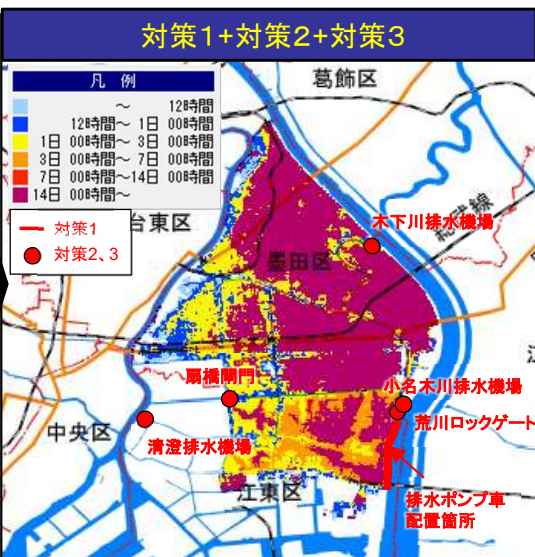 対策1+対策2+対策3
凡 例
～ 12時間
12時間～ 1日 00時間
1日 00時間～ 3日 00時間
3日 00時間～ 7日 00時間
7日 00時間～14日 00時間
14日 00時間～
対策1
対策2、3
葛飾区
台東区
総武線
木下川排水機場
墨田区
扇橋閘門
小名木川排水機場
荒川ロックゲート
中央区
清澄排水機場
江東区
排水ポンプ車
配置箇所